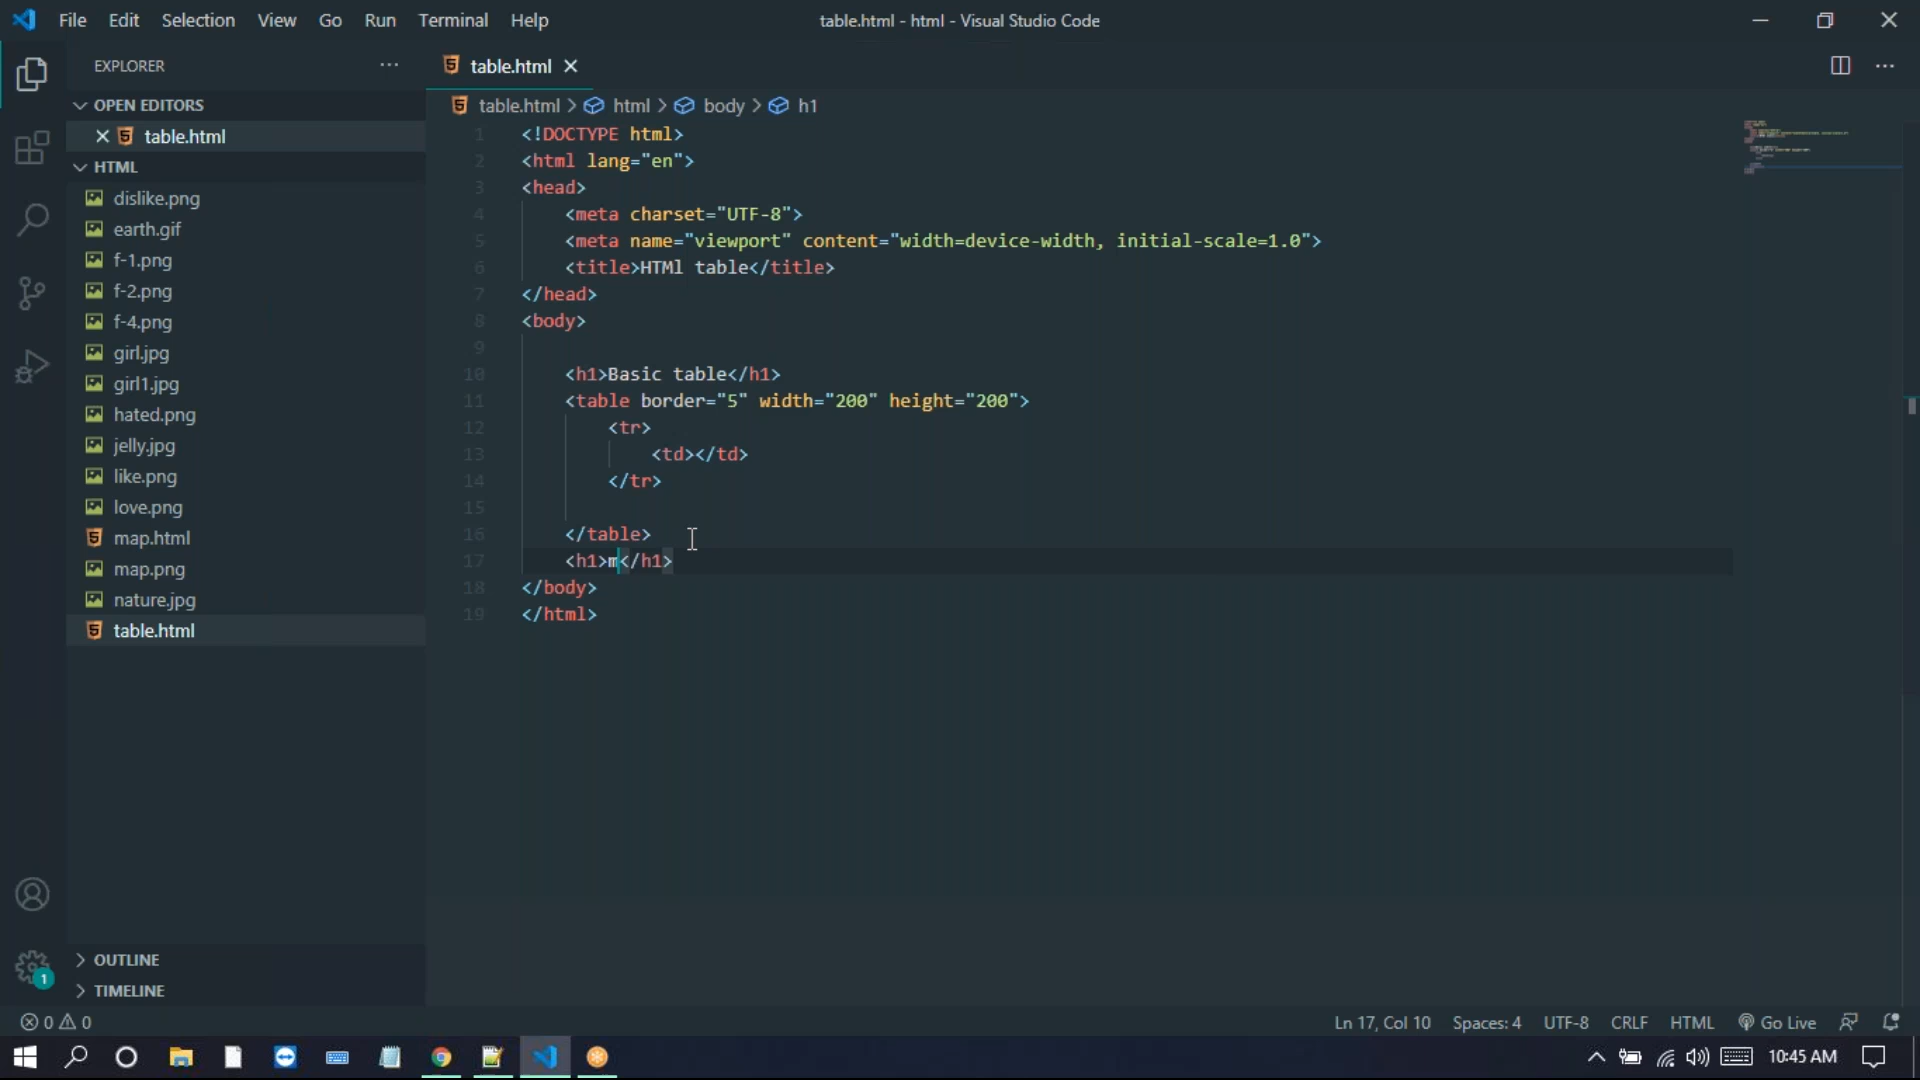 File Edit Selection View Go Run Terminal Help
table.html - html - Visual Studio Code
EXPLORER
OPEN EDITORS
table.html
HTML
dislike.png
earth.gif
f-1.png
f-2.png
f-4.png
girl.jpg
girl1.jpg
hated.png
jelly.jpg
like.png
love.png
map.html
map.png
nature.jpg
table.html
OUTLINE
TIMELINE
table.html
table.html > html > body > h1
1 <!DOCTYPE html>
2 <html lang="en">
3 <head>
4 <meta charset="UTF-8">
5 <meta name="viewport" content="width=device-width, initial-scale=1.0">
6 <title>HTMl table</title>
7 </head>
8 <body>
9
10 <h1>Basic table</h1>
11 <table border="5" width="200" height="200">
12 <tr>
13 <td></td>
14 </tr>
15
16 </table>
17 <h1>m</h1>
18 </body>
19 </html>
1
0 0
Ln 17, Col 10 Spaces: 4 UTF-8 CRLF HTML Go Live
10:45 AM